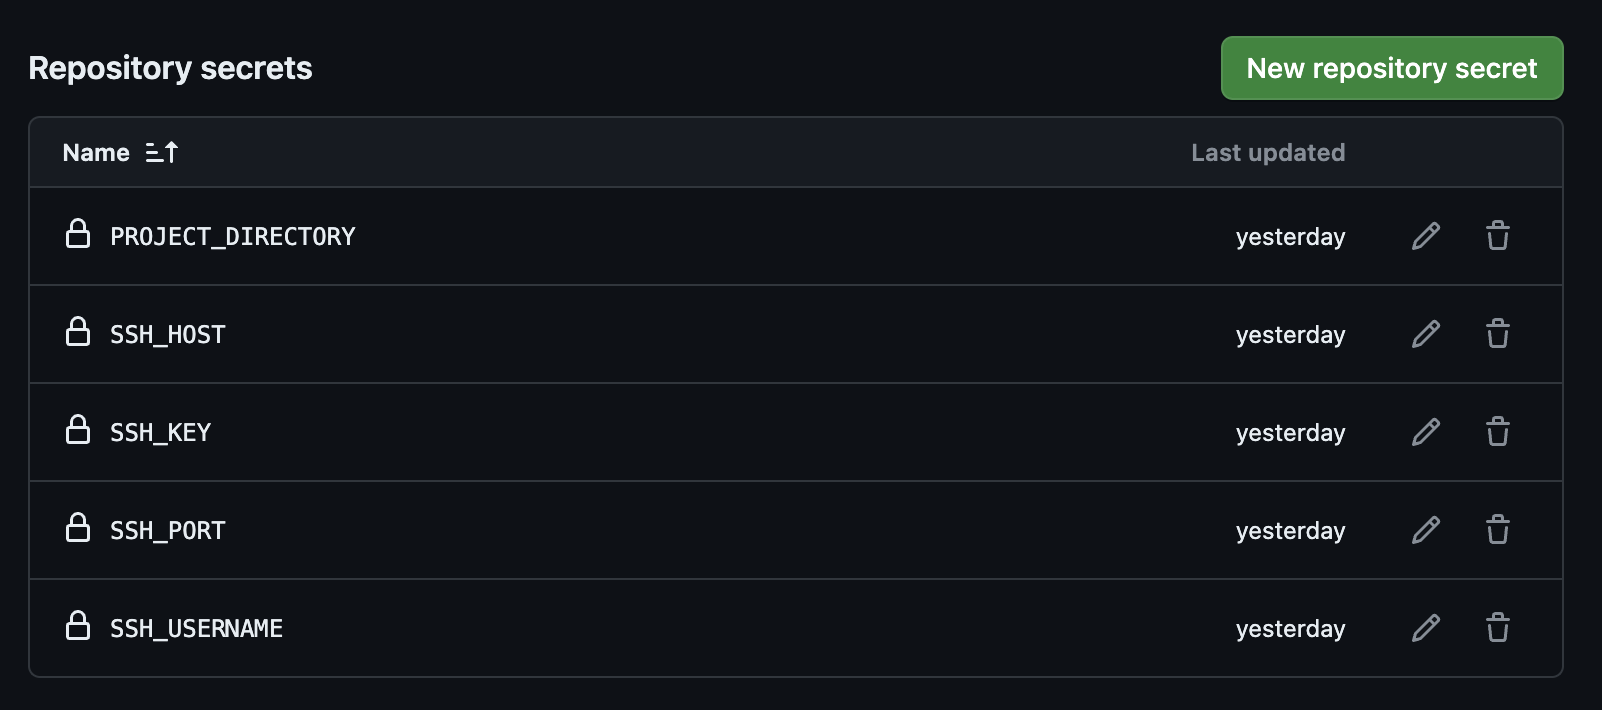 Repository secrets
New repository secret
Name
Last updated
PROJECT_DIRECTORY
yesterday
SSH_HOST
yesterday
SSH_KEY
yesterday
SSH_PORT
yesterday
SSH_USERNAME
yesterday